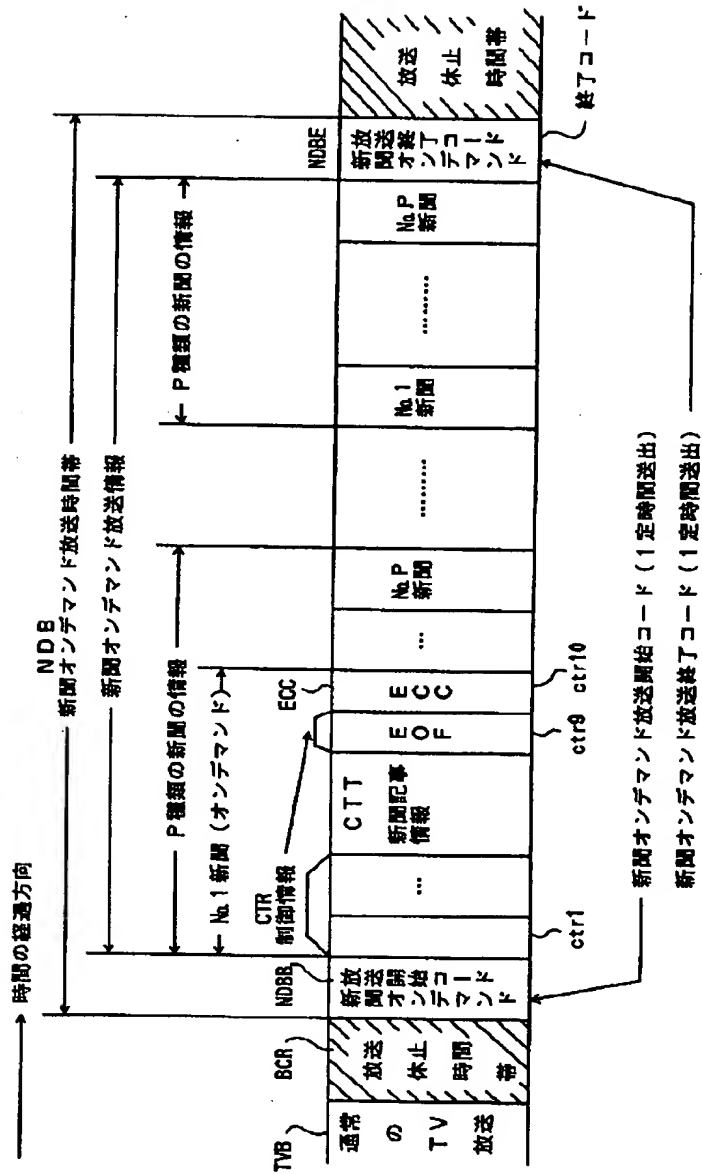 時間の経過方向
NDB
新聞オンデマンド放送時間帯
新聞オンデマンド放送情報
P種類の新聞の情報
P種類の新聞の情報
No.1新聞(オンデマンド)
CTR
制御情報
TVB
BCR
NDBB
ECC
NDBE
通常のTV放送
放送休止時間帯
新聞オンデマンド
放送開始コード
…
CTT
新聞記事
情報
EOF
ECC
…
No.P
新聞
………
No.1
新聞
………
No.P
新聞
新聞オンデマンド
放送終了コード
放送休止時間帯
ctr1
ctr9
ctr10
終了コード
新聞オンデマンド放送開始コード(1定時間送出)
新聞オンデマンド放送終了コード(1定時間送出)